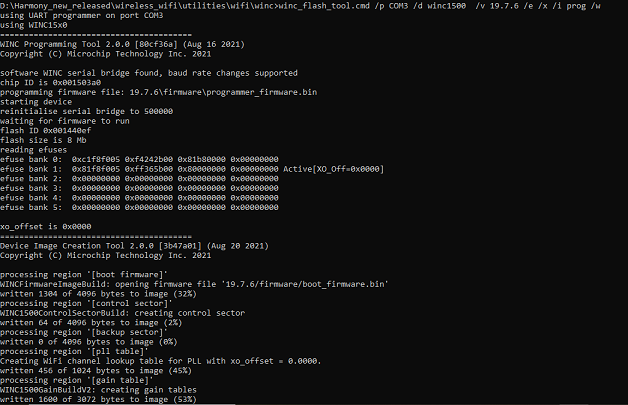 D:\Harmony_new_released\wireless_wifi\utilities\wifi\winc>winc_flash_tool.cmd /p COM3 /d winc1500  /v 19.7.6 /e /x /i prog /w
using UART programmer on port COM3
using WINC15x0
========================================
WINC Programming Tool 2.0.0 [80cf36a] (Aug 16 2021)
Copyright (C) Microchip Technology Inc. 2021

software WINC serial bridge found, baud rate changes supported
chip ID is 0x001503a0
programming firmware file: 19.7.6\firmware\programmer_firmware.bin
starting device
reinitialise serial bridge to 500000
waiting for firmware to run
flash ID 0x001440ef
flash size is 8 Mb
reading efuses
efuse bank 0:  0xc1f8f005 0xf4242b00 0x81b80000 0x00000000
efuse bank 1:  0x81f8f005 0xff365b00 0x80000000 0x00000000 Active[XO_Off=0x0000]
efuse bank 2:  0x00000000 0x00000000 0x00000000 0x00000000
efuse bank 3:  0x00000000 0x00000000 0x00000000 0x00000000
efuse bank 4:  0x00000000 0x00000000 0x00000000 0x00000000
efuse bank 5:  0x00000000 0x00000000 0x00000000 0x00000000

xo_offset is 0x0000
========================================
Device Image Creation Tool 2.0.0 [3b47a01] (Aug 20 2021)
Copyright (C) Microchip Technology Inc. 2021

processing region '[boot firmware]'
WINCFirmwareImageBuild: opening firmware file '19.7.6/firmware/boot_firmware.bin'
written 1304 of 4096 bytes to image (32%)
processing region '[control sector]'
WINC1500ControlSectorBuild: creating control sector
written 64 of 4096 bytes to image (2%)
processing region '[backup sector]'
written 0 of 4096 bytes to image (0%)
processing region '[pll table]'
Creating WiFi channel lookup table for PLL with xo_offset = 0.0000.
written 456 of 1024 bytes to image (45%)
processing region '[gain table]'
WINC1500GainBuildV2: creating gain tables
written 1600 of 3072 bytes to image (53%)